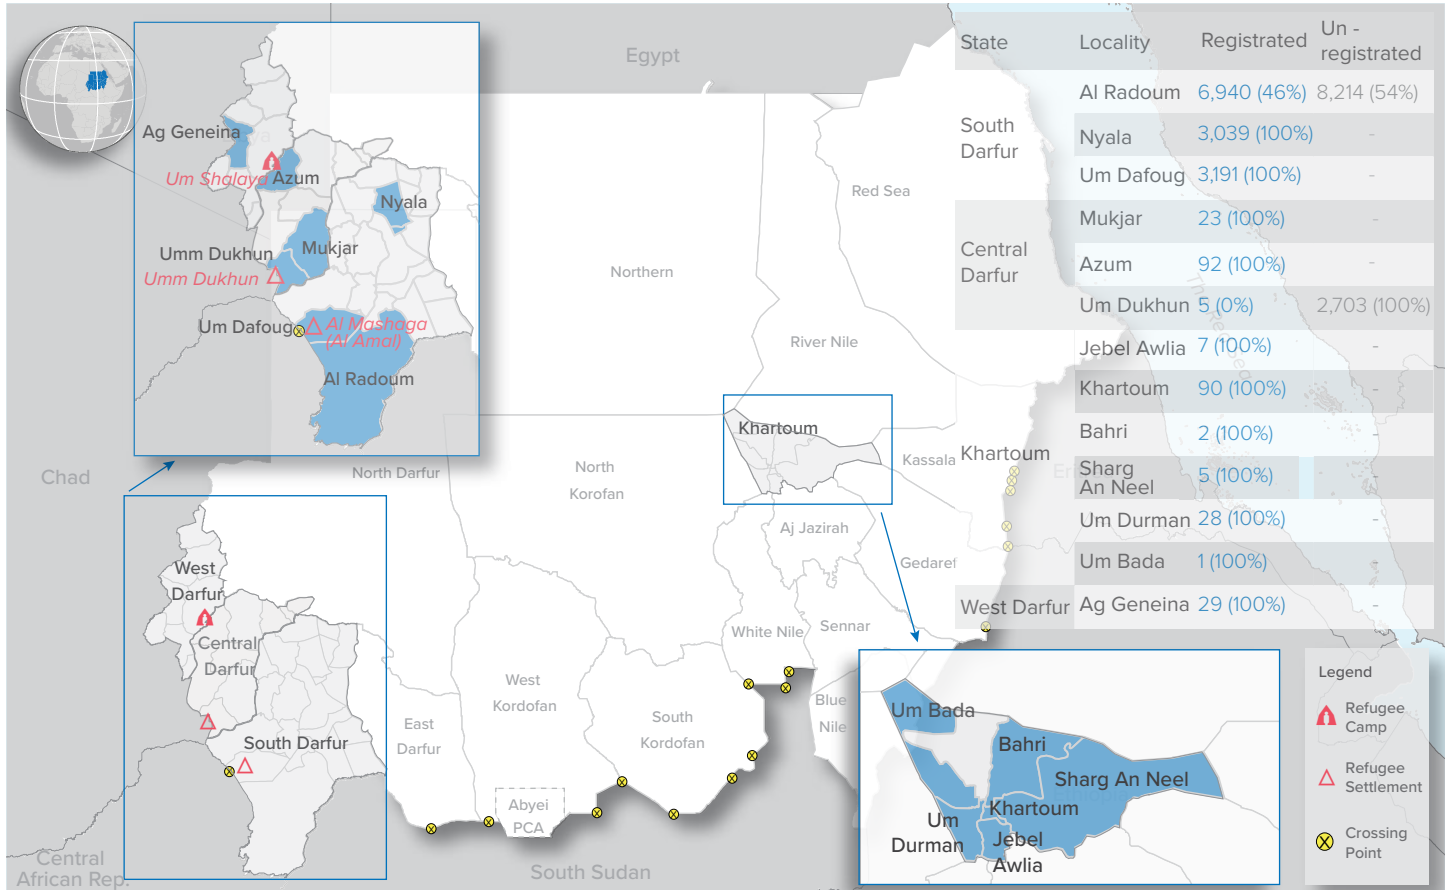 Egypt
Red Sea
Northern
River Nile
Chad
North Darfur
North
Korofan
Khartoum
Kassala
Aj Jazirah
Gedaref
White Nile
Sennar
Blue
Nile
West
Kordofan
South
Kordofan
East
Darfur
Abyei
PCA
South Sudan
Central
African Rep.
The Red Sea
Ethiopia
Ag Geneina
Um Shalaya
Azum
Nyala
Mukjar
Umm Dukhun
Umm Dukhun
Um Dafoug
Al Mashaga
(Al Amal)
Al Radoum
West
Darfur
Central
Darfur
South Darfur
State Locality Registrated Un -
registrated
South
Darfur
Al Radoum 6,940 (46%) 8,214 (54%)
Nyala 3,039 (100%) -
Um Dafoug 3,191 (100%) -
Central
Darfur
Mukjar 23 (100%) -
Azum 92 (100%) -
Um Dukhun 5 (0%) 2,703 (100%)
Khartoum
Jebel Awlia 7 (100%) -
Khartoum 90 (100%) -
Bahri 2 (100%) -
Sharg
An Neel 5 (100%) -
Um Durman 28 (100%) -
Um Bada 1 (100%) -
West Darfur Ag Geneina 29 (100%) -
Um Bada
Bahri
Sharg An Neel
Khartoum
Um
Durman
Jebel
Awlia
Legend
Refugee
Camp
Refugee
Settlement
Crossing
Point